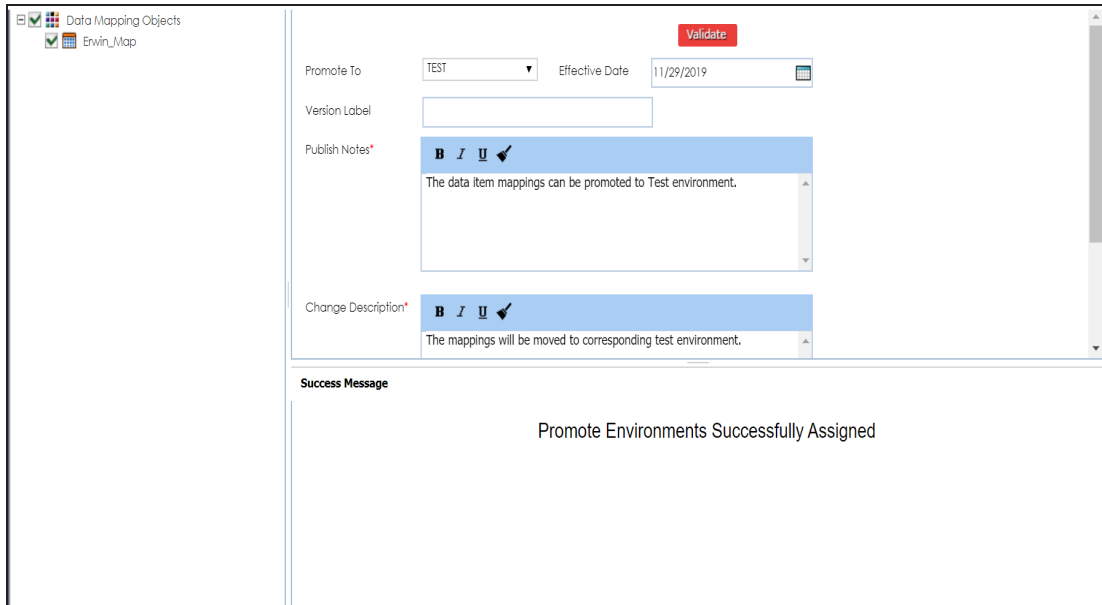 Data Mapping Objects
Erwin_Map
Validate
Promote To TEST Effective Date 11/29/2019
Version Label
Publish Notes* B I U
The data item mappings can be promoted to Test environment.
Change Description* B I U
The mappings will be moved to corresponding test environment.
Success Message
Promote Environments Successfully Assigned